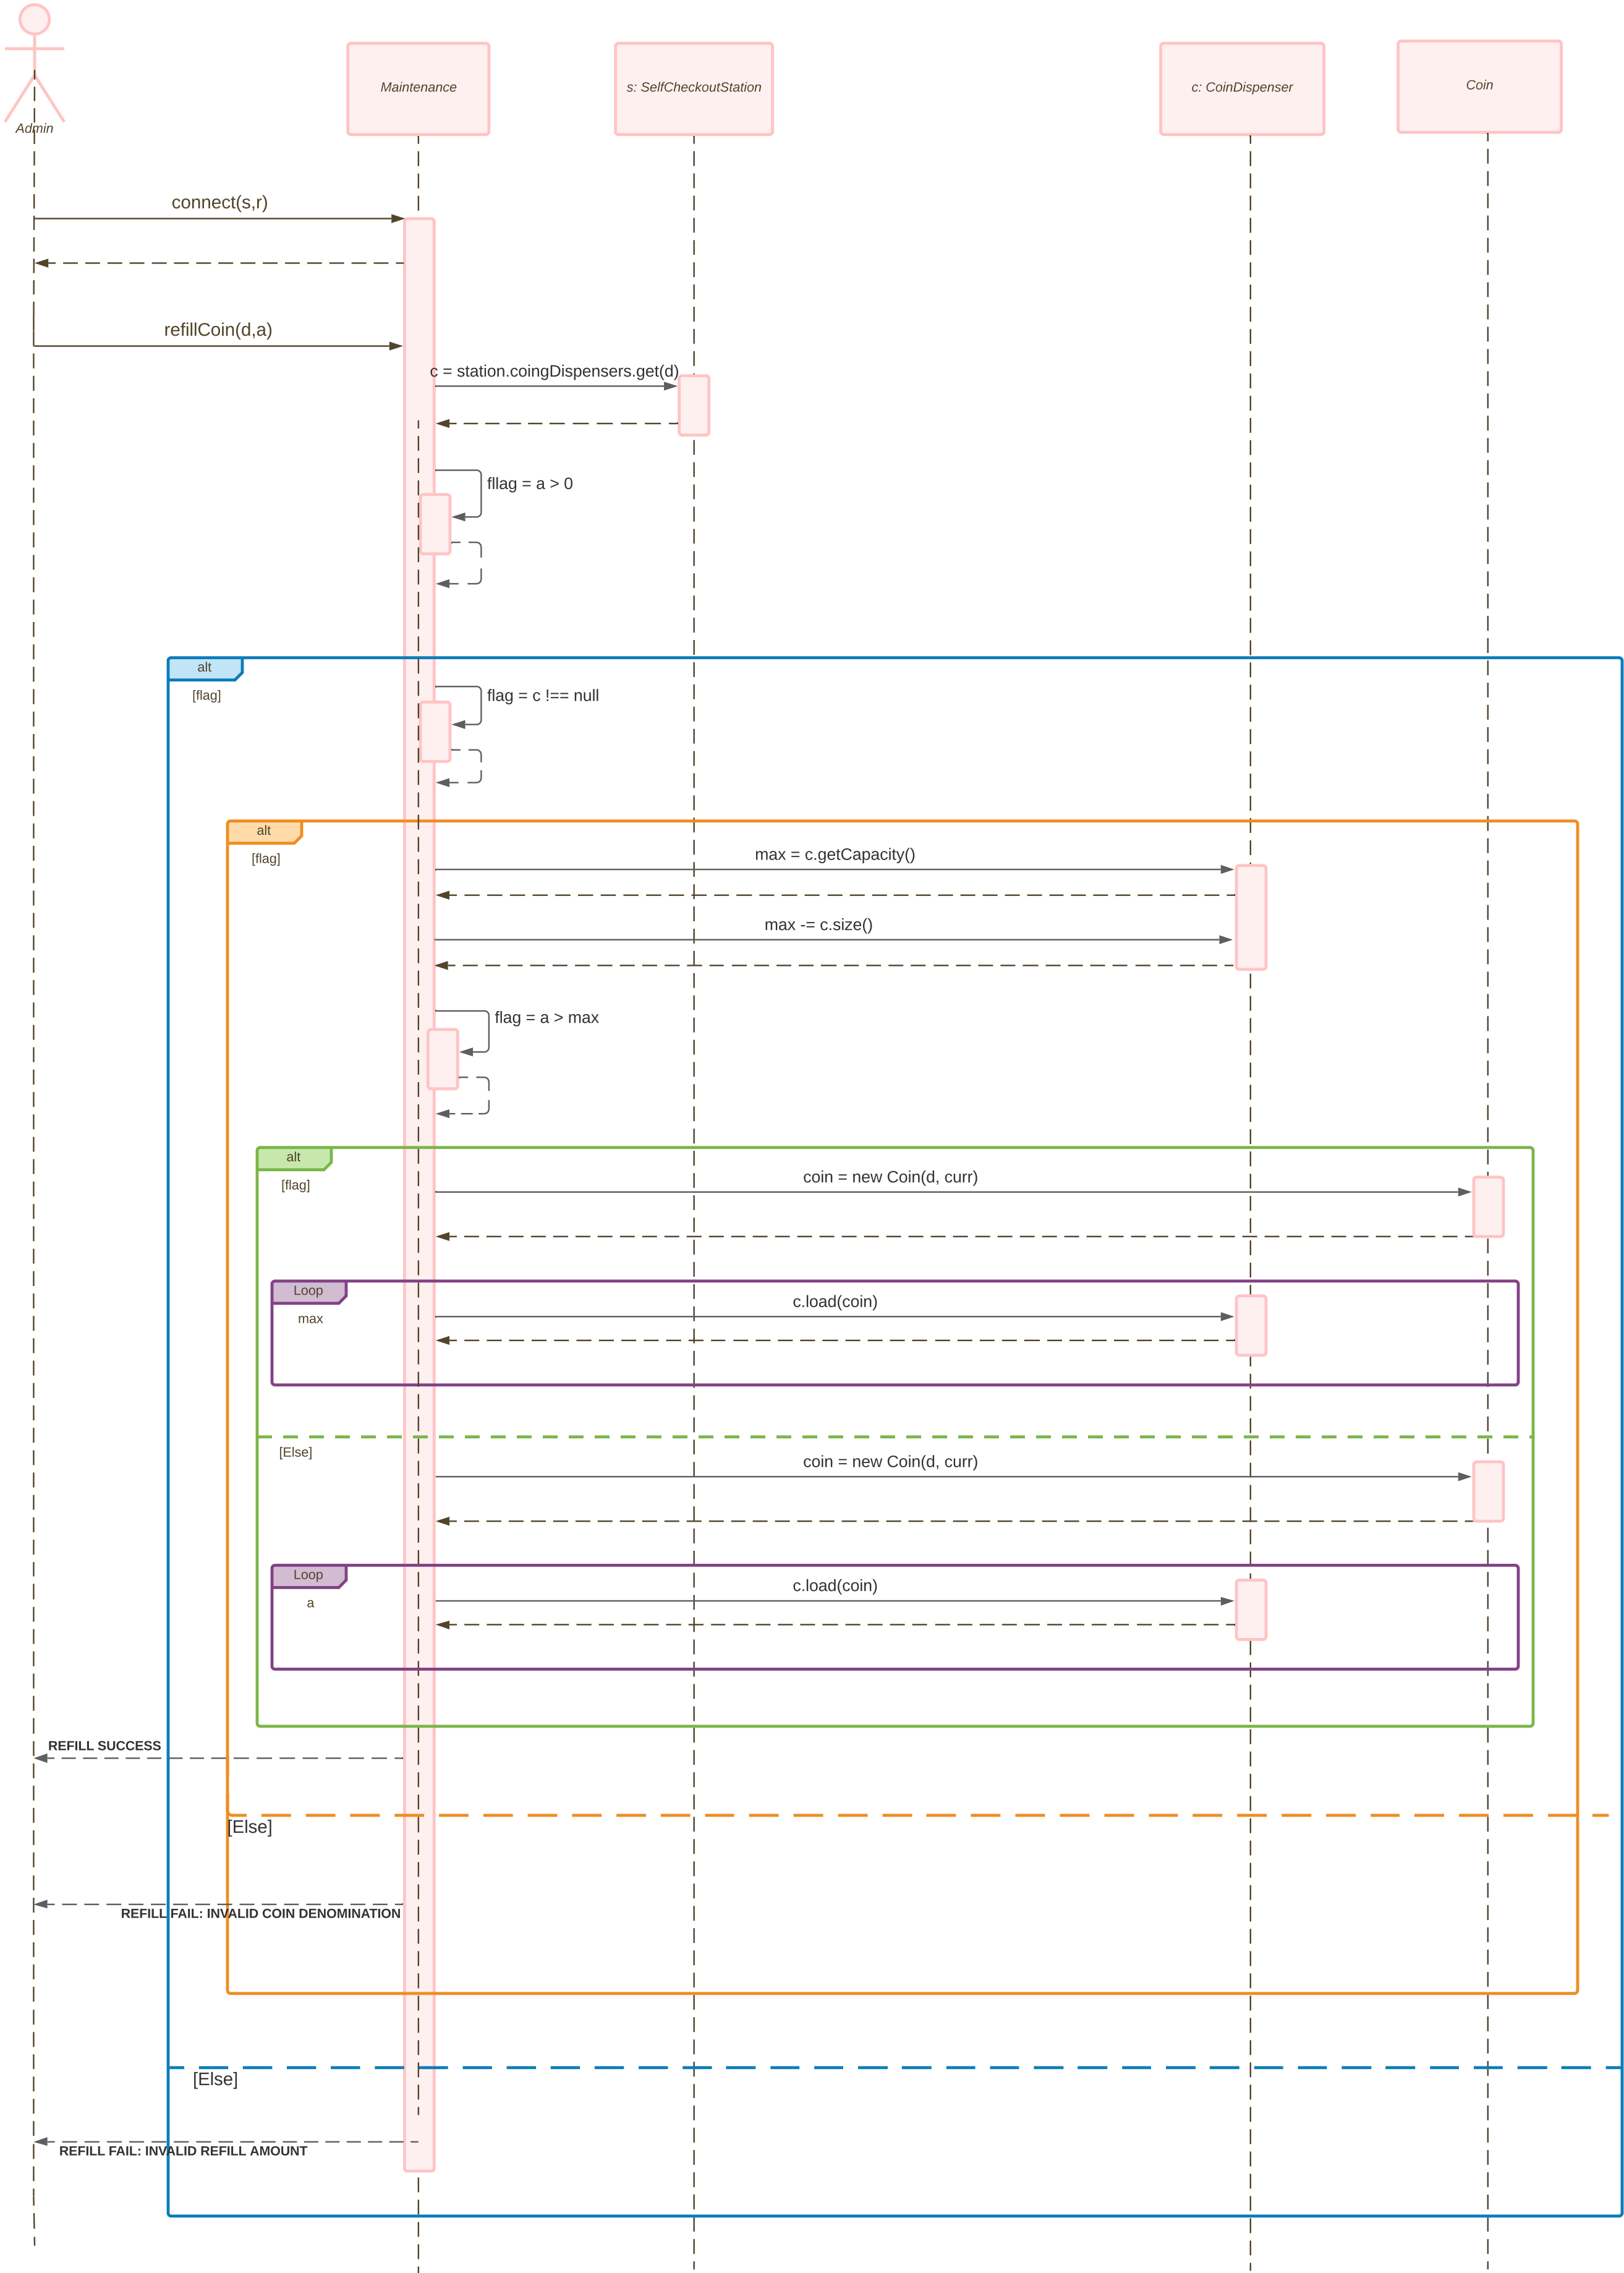 Admin
Maintenance
s: SelfCheckoutStation
c: CoinDispenser
Coin
connect(s,r)
refillCoin(d,a)
c = station.coingDispensers.get(d)
fllag = a > 0
alt
[flag]
flag = c !== null
alt
[flag]
max = c.getCapacity()
max -= c.size()
flag = a > max
alt
[flag]
coin = new Coin(d, curr)
Loop
max
c.load(coin)
[Else]
coin = new Coin(d, curr)
Loop
a
c.load(coin)
REFILL SUCCESS
[Else]
REFILL FAIL: INVALID COIN DENOMINATION
[Else]
REFILL FAIL: INVALID REFILL AMOUNT